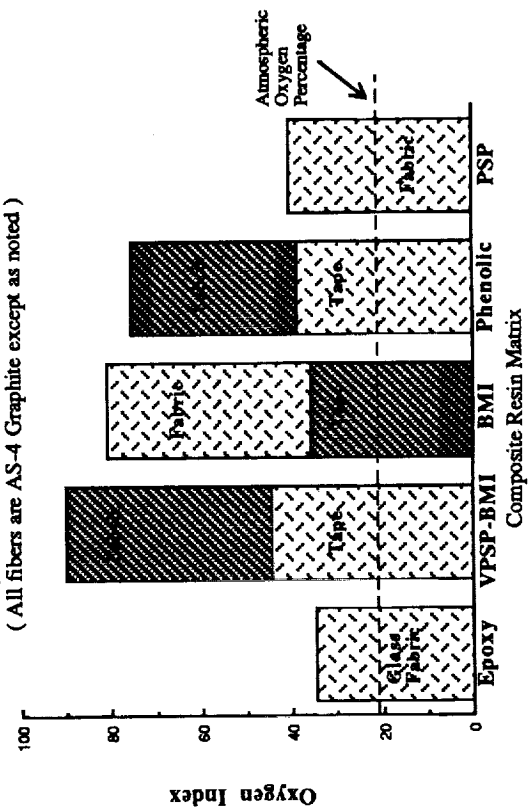 ( All fibers are AS-4 Graphite except as noted )
Atmospheric
Oxygen
Percentage
Oxygen Index
100
80
60
40
20
0
Glass
Fabric
Tape
Fabric
Tape
Fabric
Epoxy
VPSP-BMI
BMI
Phenolic
PSP
Composite Resin Matrix